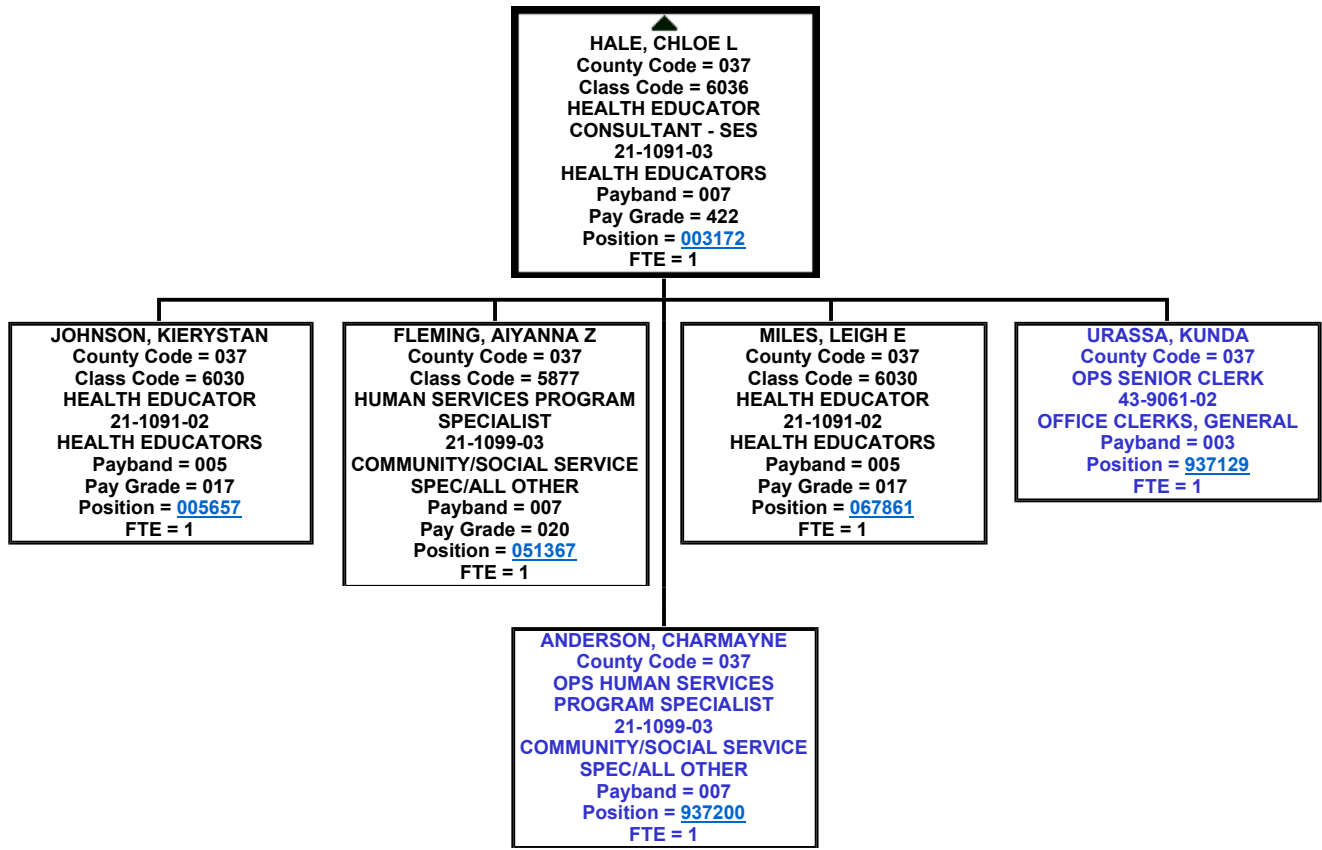 HALE, CHLOE L
County Code = 037
Class Code = 6036
HEALTH EDUCATOR
CONSULTANT - SES
21-1091-03
HEALTH EDUCATORS
Payband = 007
Pay Grade = 422
Position = 003172
FTE = 1
JOHNSON, KIERYSTAN
County Code = 037
Class Code = 6030
HEALTH EDUCATOR
21-1091-02
HEALTH EDUCATORS
Payband = 005
Pay Grade = 017
Position = 005657
FTE = 1
FLEMING, AIYANNA Z
County Code = 037
Class Code = 5877
HUMAN SERVICES PROGRAM
SPECIALIST
21-1099-03
COMMUNITY/SOCIAL SERVICE
SPEC/ALL OTHER
Payband = 007
Pay Grade = 020
Position = 051367
FTE = 1
MILES, LEIGH E
County Code = 037
Class Code = 6030
HEALTH EDUCATOR
21-1091-02
HEALTH EDUCATORS
Payband = 005
Pay Grade = 017
Position = 067861
FTE = 1
URASSA, KUNDA
County Code = 037
OPS SENIOR CLERK
43-9061-02
OFFICE CLERKS, GENERAL
Payband = 003
Position = 937129
FTE = 1
ANDERSON, CHARMAYNE
County Code = 037
OPS HUMAN SERVICES
PROGRAM SPECIALIST
21-1099-03
COMMUNITY/SOCIAL SERVICE
SPEC/ALL OTHER
Payband = 007
Position = 937200
FTE = 1